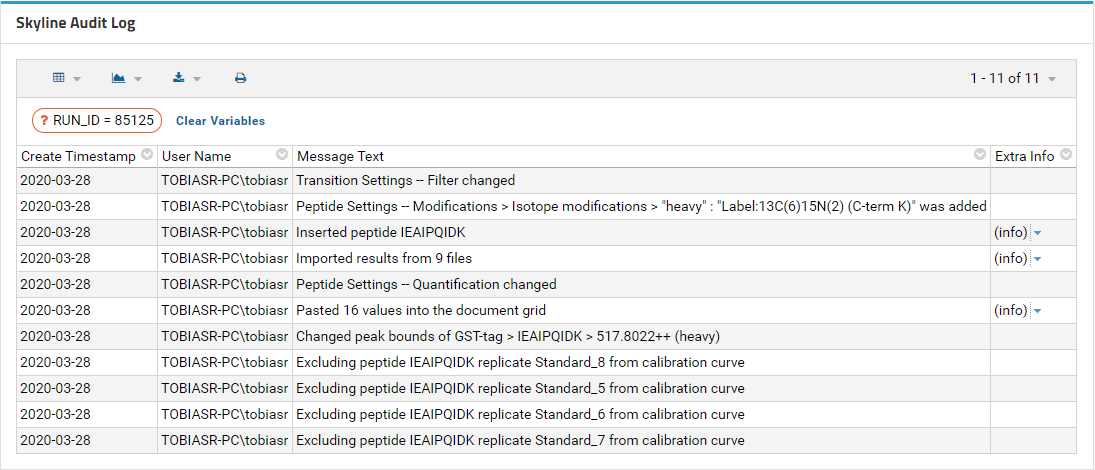 Skyline Audit Log
1 - 11 of 11
? RUN_ID = 85125 Clear Variables
Create Timestamp User Name Message Text Extra Info
2020-03-28 TOBIASR-PC\tobiasr Transition Settings -- Filter changed
2020-03-28 TOBIASR-PC\tobiasr Peptide Settings -- Modifications > Isotope modifications > "heavy" : "Label:13C(6)15N(2) (C-term K)" was added
2020-03-28 TOBIASR-PC\tobiasr Inserted peptide IEAIPQIDK (info)
2020-03-28 TOBIASR-PC\tobiasr Imported results from 9 files (info)
2020-03-28 TOBIASR-PC\tobiasr Peptide Settings -- Quantification changed
2020-03-28 TOBIASR-PC\tobiasr Pasted 16 values into the document grid (info)
2020-03-28 TOBIASR-PC\tobiasr Changed peak bounds of GST-tag > IEAIPQIDK > 517.8022++ (heavy)
2020-03-28 TOBIASR-PC\tobiasr Excluding peptide IEAIPQIDK replicate Standard_8 from calibration curve
2020-03-28 TOBIASR-PC\tobiasr Excluding peptide IEAIPQIDK replicate Standard_5 from calibration curve
2020-03-28 TOBIASR-PC\tobiasr Excluding peptide IEAIPQIDK replicate Standard_6 from calibration curve
2020-03-28 TOBIASR-PC\tobiasr Excluding peptide IEAIPQIDK replicate Standard_7 from calibration curve